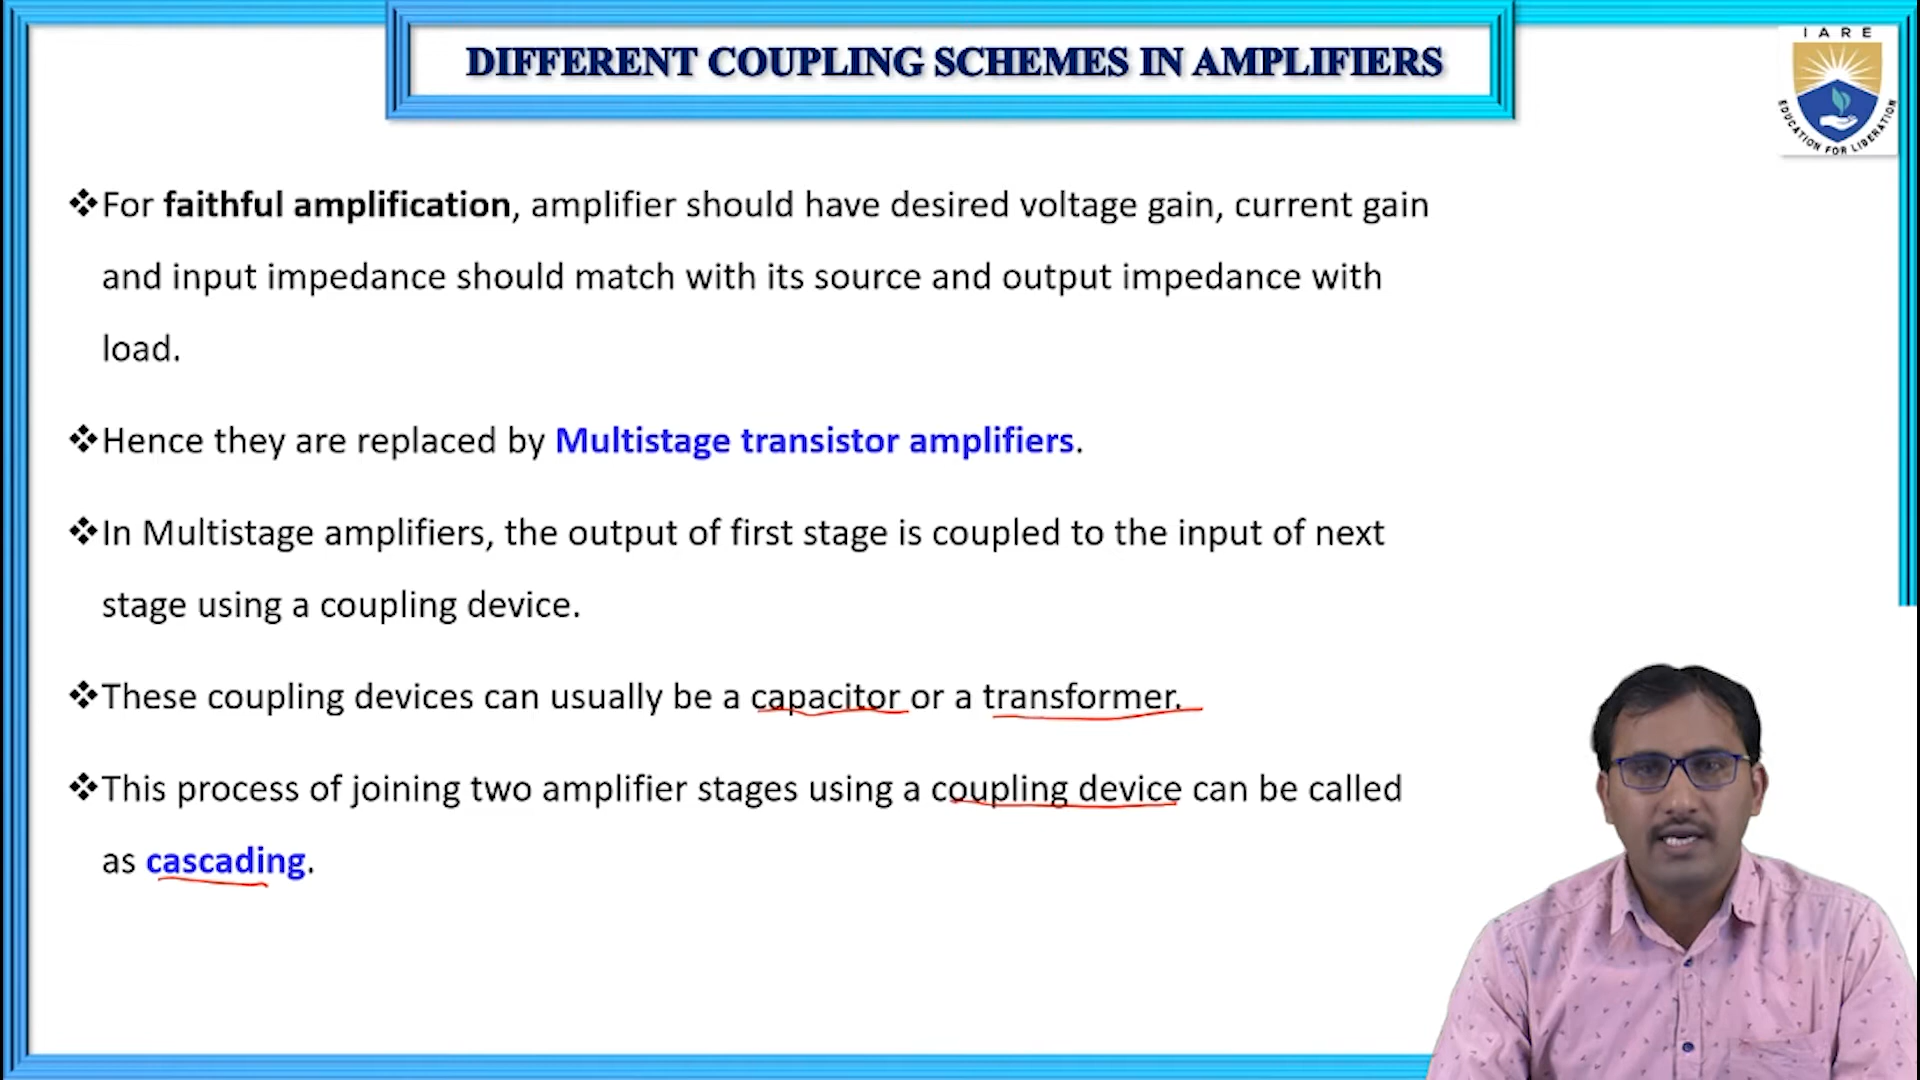 DIFFERENT COUPLING SCHEMES IN AMPLIFIERS
IARE
EDUCATION FOR LIBERATION
❖For faithful amplification, amplifier should have desired voltage gain, current gain
and input impedance should match with its source and output impedance with
load.
❖Hence they are replaced by Multistage transistor amplifiers.
❖In Multistage amplifiers, the output of first stage is coupled to the input of next
stage using a coupling device.
❖These coupling devices can usually be a capacitor or a transformer.
❖This process of joining two amplifier stages using a coupling device can be called
as cascading.